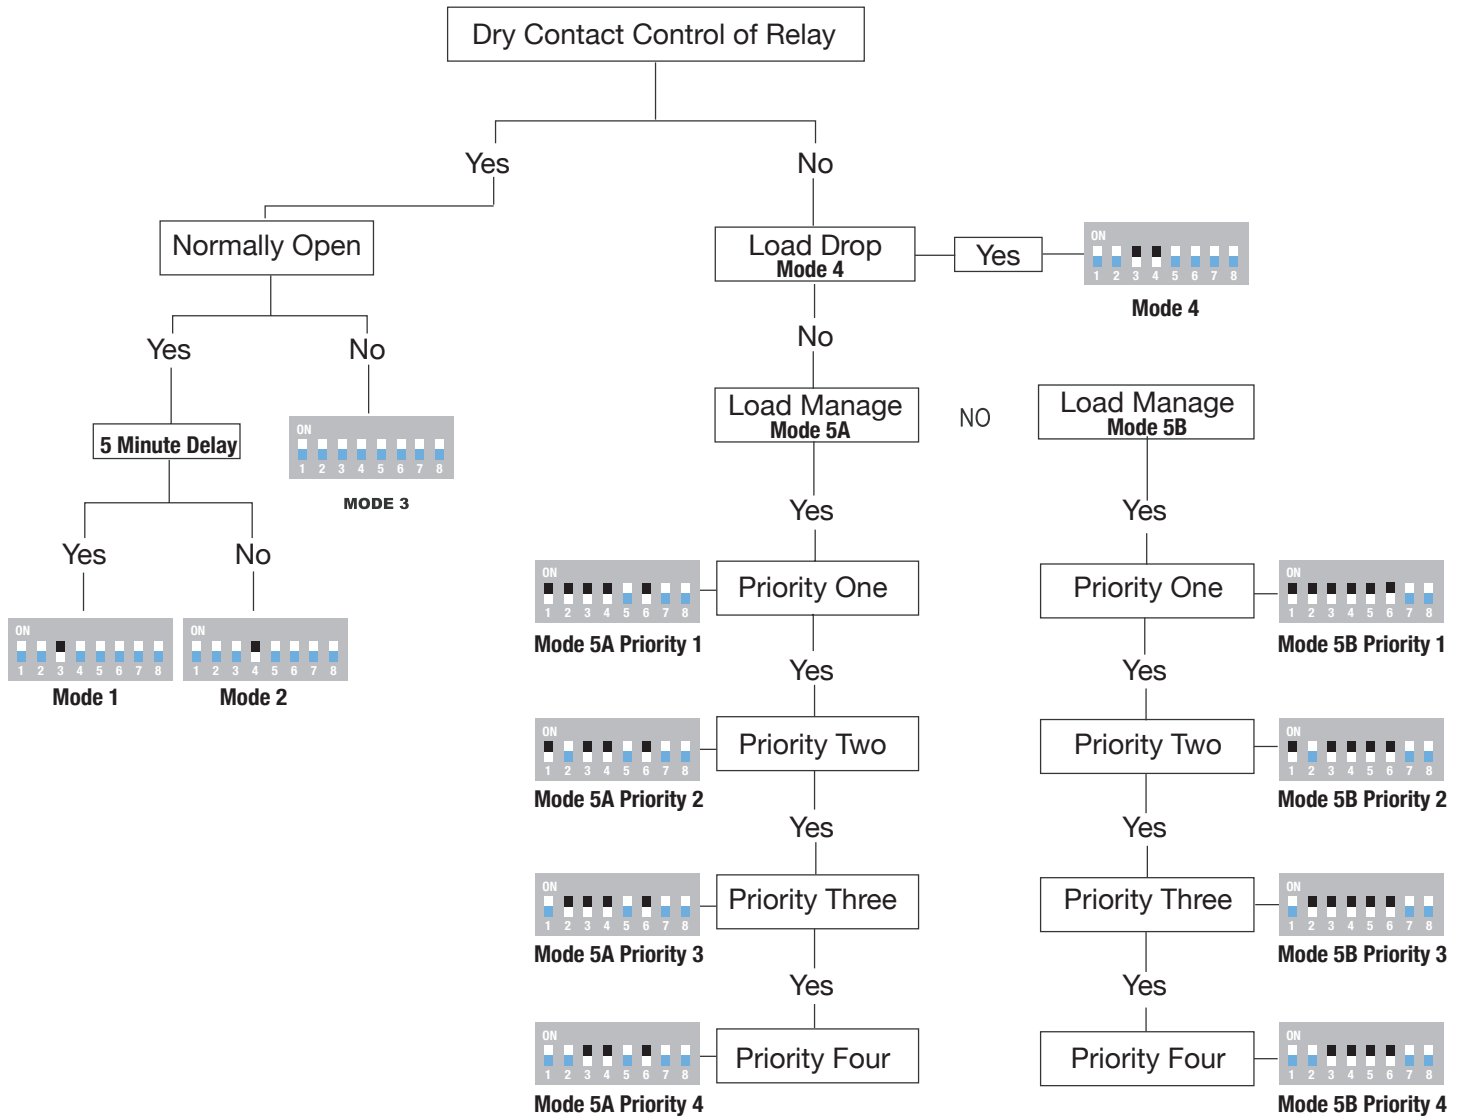 Dry Contact Control of Relay
Yes
No
Normally Open
Load Drop
Mode 4
Yes
ON
1 2 3 4 5 6 7 8
Mode 4
Yes
No
No
5 Minute Delay
ON
1 2 3 4 5 6 7 8
MODE 3
Load Manage
Mode 5A
NO
Load Manage
Mode 5B
Yes
No
Yes
Yes
ON
1 2 3 4 5 6 7 8
Mode 1
ON
1 2 3 4 5 6 7 8
Mode 2
ON
1 2 3 4 5 6 7 8
Mode 5A Priority 1
Priority One
Priority One
ON
1 2 3 4 5 6 7 8
Mode 5B Priority 1
Yes
Yes
ON
1 2 3 4 5 6 7 8
Mode 5A Priority 2
Priority Two
Priority Two
ON
1 2 3 4 5 6 7 8
Mode 5B Priority 2
Yes
Yes
ON
1 2 3 4 5 6 7 8
Mode 5A Priority 3
Priority Three
Priority Three
ON
1 2 3 4 5 6 7 8
Mode 5B Priority 3
Yes
Yes
ON
1 2 3 4 5 6 7 8
Mode 5A Priority 4
Priority Four
Priority Four
ON
1 2 3 4 5 6 7 8
Mode 5B Priority 4